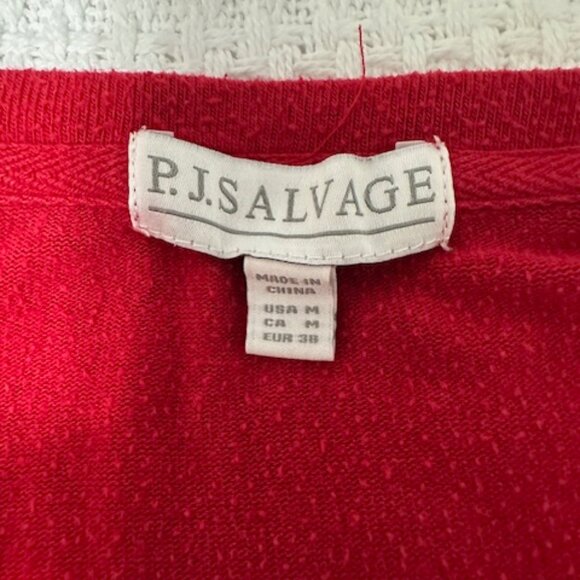 P.J.SALVAGE
MADE IN
CHINA
USA M
CA M
EUR 38